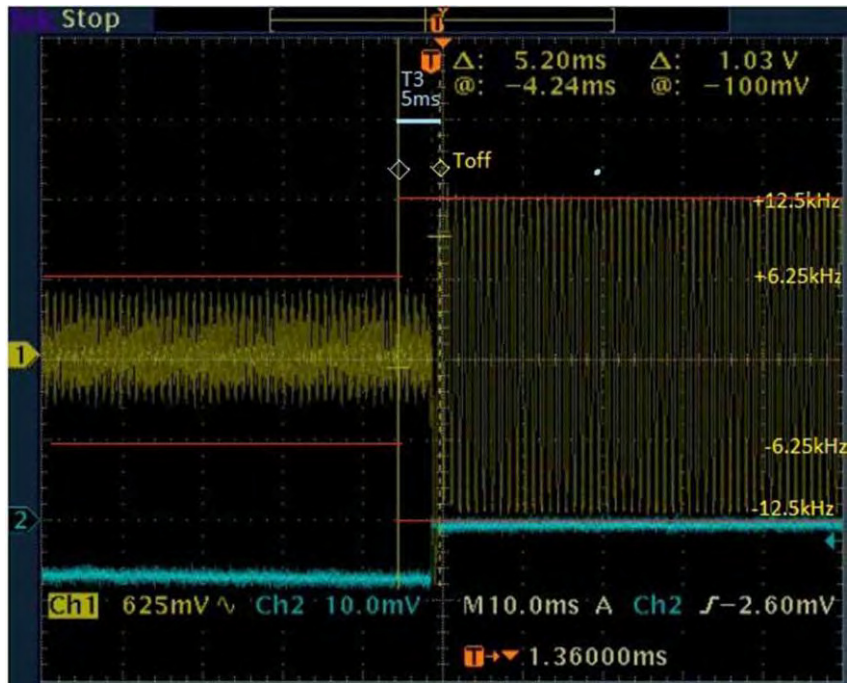 Tek Stop
T
T
Δ: 5.20ms Δ: 1.03 V
@: −4.24ms @: −100mV
T3
5ms
Toff
+12.5kHz
+6.25kHz
1
-6.25kHz
-12.5kHz
2
Ch1 625mV Ch2 10.0mV M10.0ms A Ch2 −2.60mV
T 1.36000ms